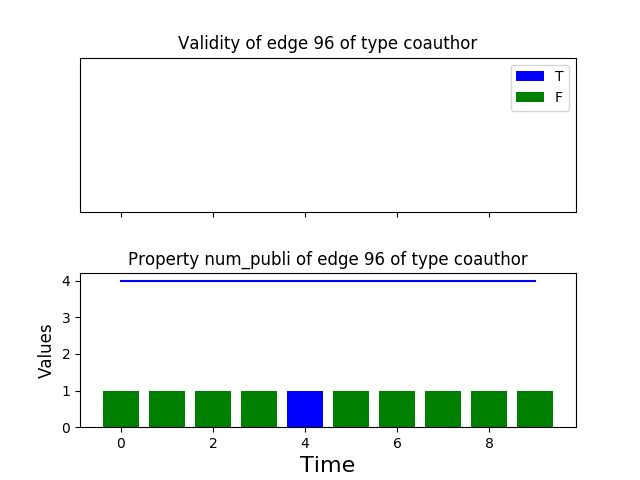 Validity of edge 96 of type coauthor
T
F
Property num_publi of edge 96 of type coauthor
4
3
2
1
0
Values
0 2 4 6 8
Time